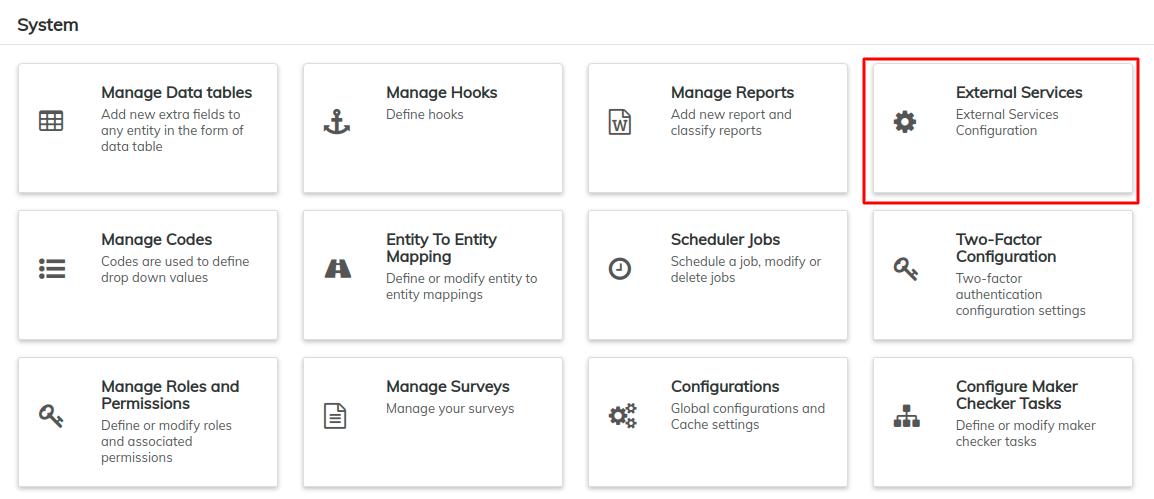 System
Manage Data tables
Add new extra fields to
any entity in the form of
data table
Manage Hooks
Define hooks
Manage Reports
Add new report and
classify reports
External Services
External Services
Configuration
Manage Codes
Codes are used to define
drop down values
Entity To Entity
Mapping
Define or modify entity to
entity mappings
Scheduler Jobs
Schedule a job, modify or
delete jobs
Two-Factor
Configuration
Two-factor
authentication
configuration settings
Manage Roles and
Permissions
Define or modify roles
and associated
permissions
Manage Surveys
Manage your surveys
Configurations
Global configurations and
Cache settings
Configure Maker
Checker Tasks
Define or modify maker
checker tasks